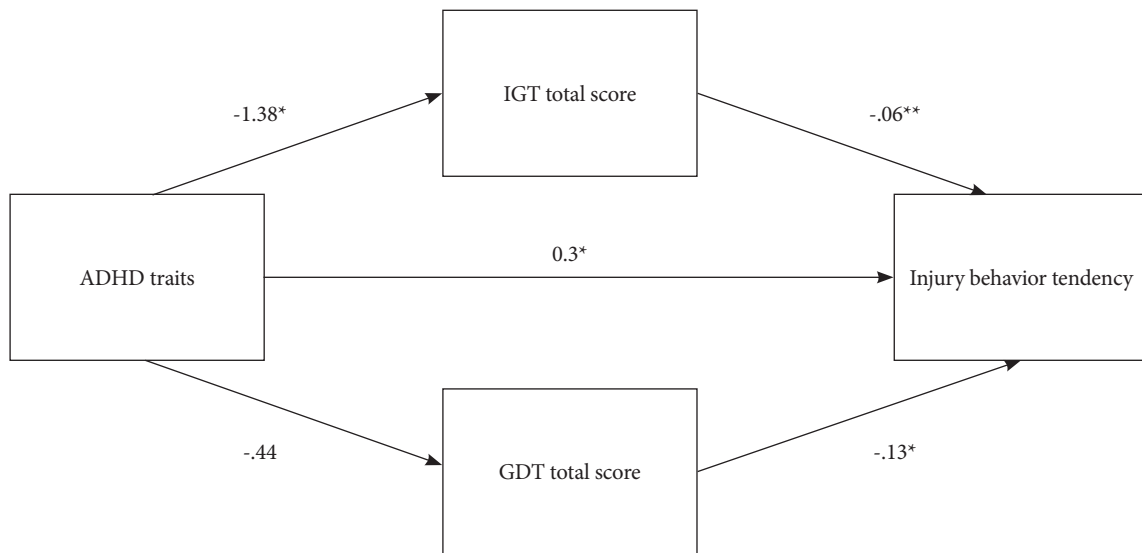 IGT total score
-1.38*
-.06**
ADHD traits
0.3*
Injury behavior tendency
-.44
GDT total score
-.13*